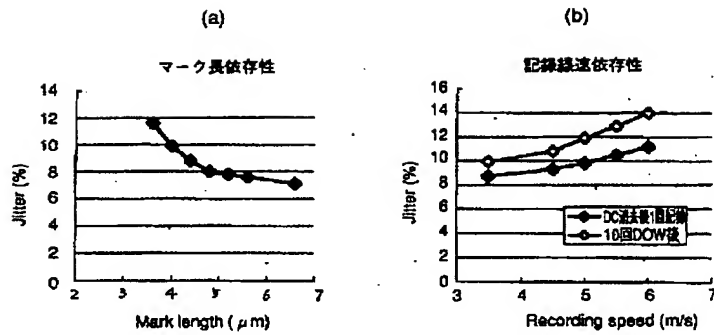 (a)
マーク長依存性
14
12
10
8
6
4
2
0
Jitter (%)
2 3 4 5 6 7
Mark length ( μm)
(b)
記録線速依存性
16
14
12
10
8
6
4
2
0
Jitter (%)
DC消去後1回記録
10回DOW後
3 4 5 6 7
Recording speed (m/s)